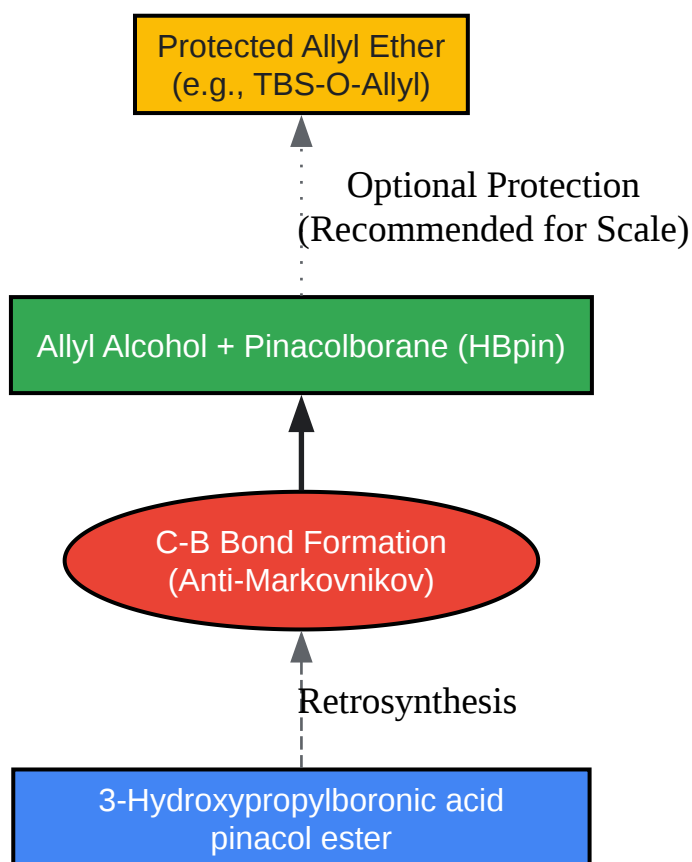 Protected Allyl Ether
(e.g., TBS-O-Allyl)
Optional Protection
(Recommended for Scale)
Allyl Alcohol + Pinacolborane (HBpin)
C-B Bond Formation
(Anti-Markovnikov)
Retrosynthesis
3-Hydroxypropylboronic acid
pinacol ester